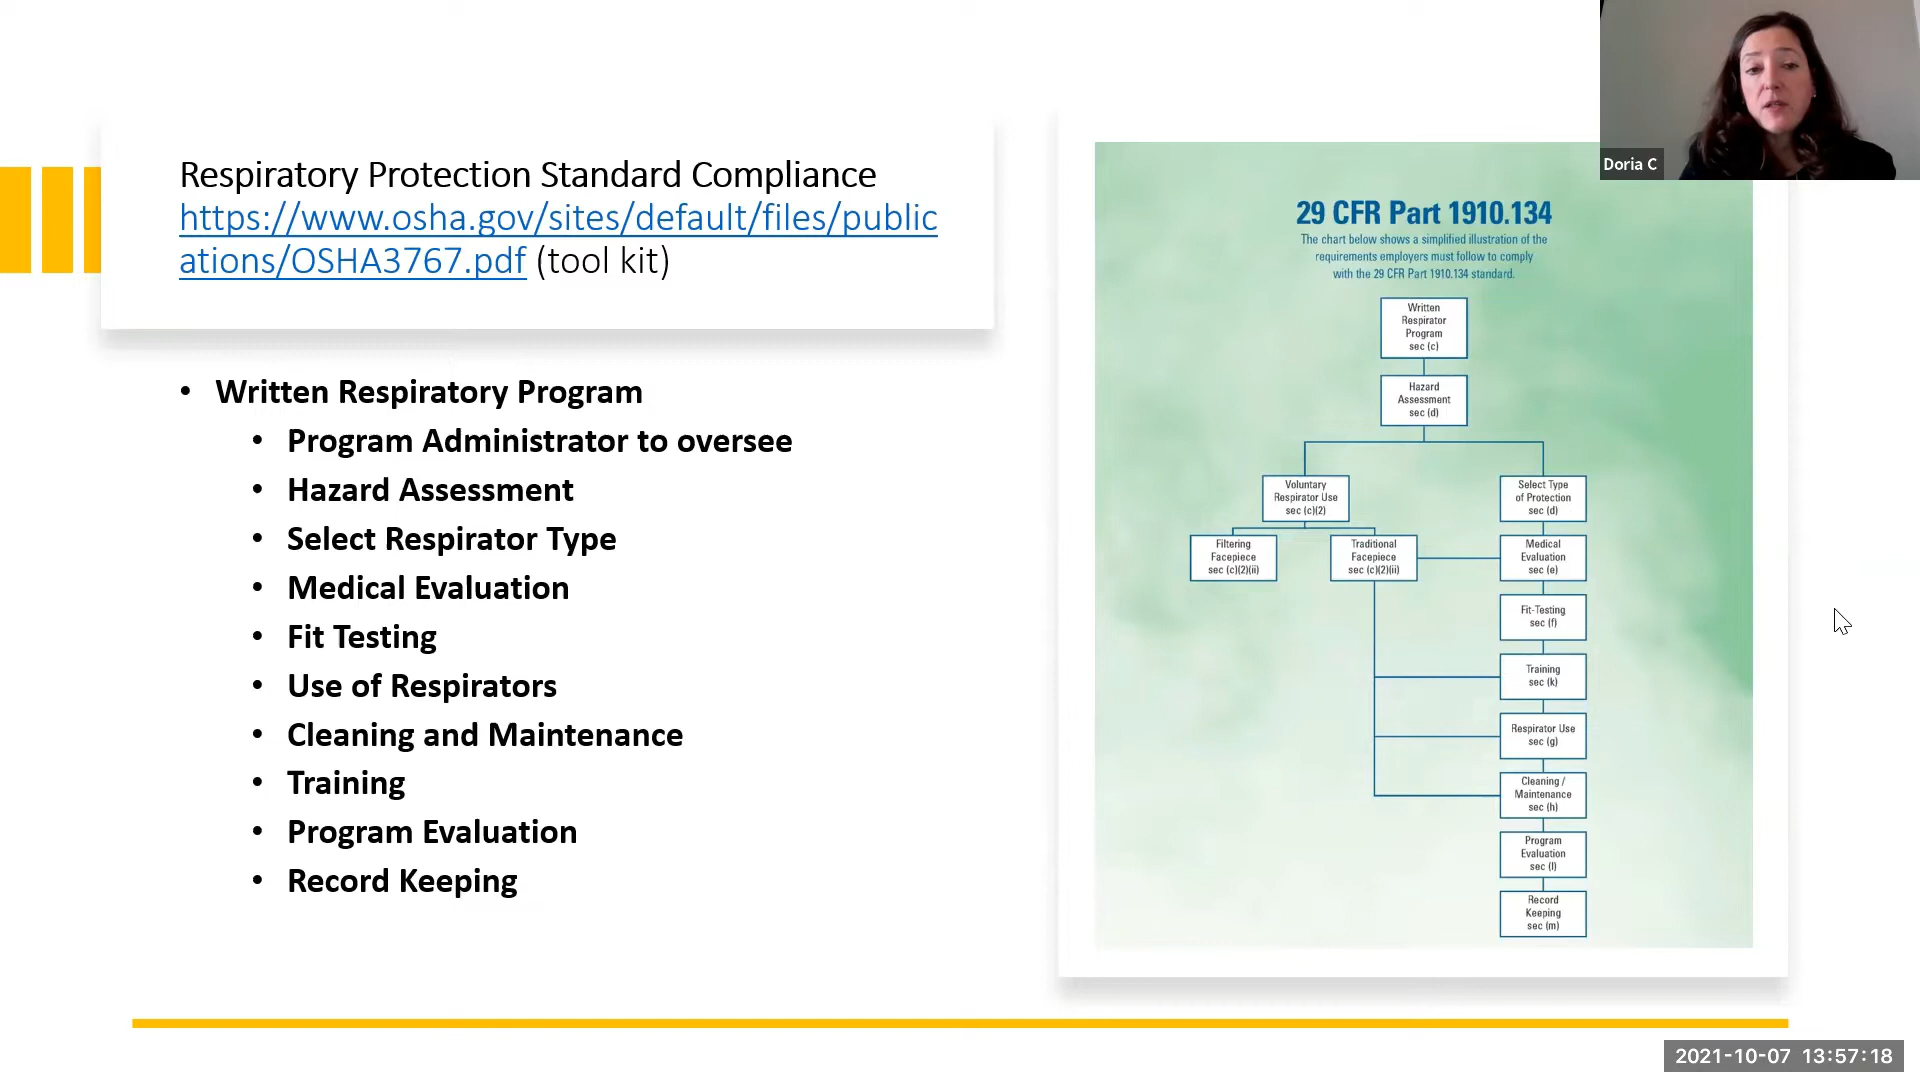 Respiratory Protection Standard Compliance
https://www.osha.gov/sites/default/files/public
ations/OSHA3767.pdf (tool kit)
• Written Respiratory Program
• Program Administrator to oversee
• Hazard Assessment
• Select Respirator Type
• Medical Evaluation
• Fit Testing
• Use of Respirators
• Cleaning and Maintenance
• Training
• Program Evaluation
• Record Keeping
29 CFR Part 1910.134
The chart below shows a simplified illustration of the
requirements employers must follow to comply
with the 29 CFR Part 1910.134 standard.
Written
Respirator
Program
sec (c)
Hazard
Assessment
sec (d)
Voluntary
Respirator Use
sec (c)(2)
Select Type
of Protection
sec (d)
Filtering
Facepiece
sec (c)(2)(ii)
Traditional
Facepiece
sec (c)(2)(ii)
Medical
Evaluation
sec (e)
Fit-Testing
sec (f)
Training
sec (k)
Respirator Use
sec (g)
Cleaning /
Maintenance
sec (h)
Program
Evaluation
sec (l)
Record
Keeping
sec (m)
Doria C
2021-10-07 13:57:18